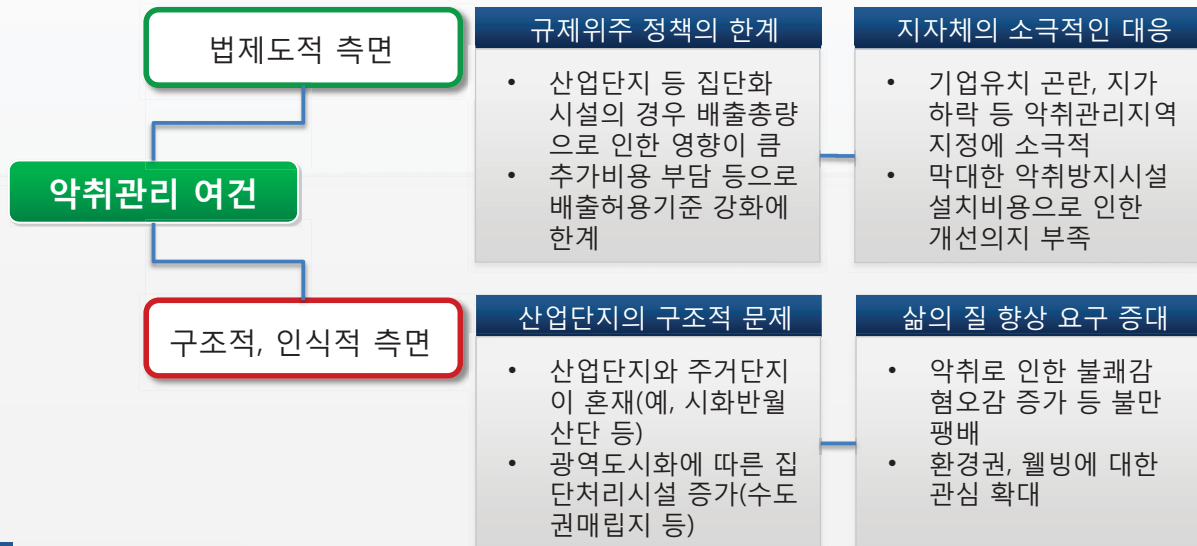 법제도적 측면
규제위주 정책의 한계
• 산업단지 등 집단화
시설의 경우 배출총량
으로 인한 영향이 큼
• 추가비용 부담 등으로
배출허용기준 강화에
한계
지자체의 소극적인 대응
• 기업유치 곤란, 지가
하락 등 악취관리지역
지정에 소극적
• 막대한 악취방지시설
설치비용으로 인한
개선의지 부족
악취관리 여건
구조적, 인식적 측면
산업단지의 구조적 문제
• 산업단지와 주거단지
이 혼재(예, 시화반월
산단 등)
• 광역도시화에 따른 집
단처리시설 증가(수도
권매립지 등)
삶의 질 향상 요구 증대
• 악취로 인한 불쾌감
혐오감 증가 등 불만
팽배
• 환경권, 웰빙에 대한
관심 확대